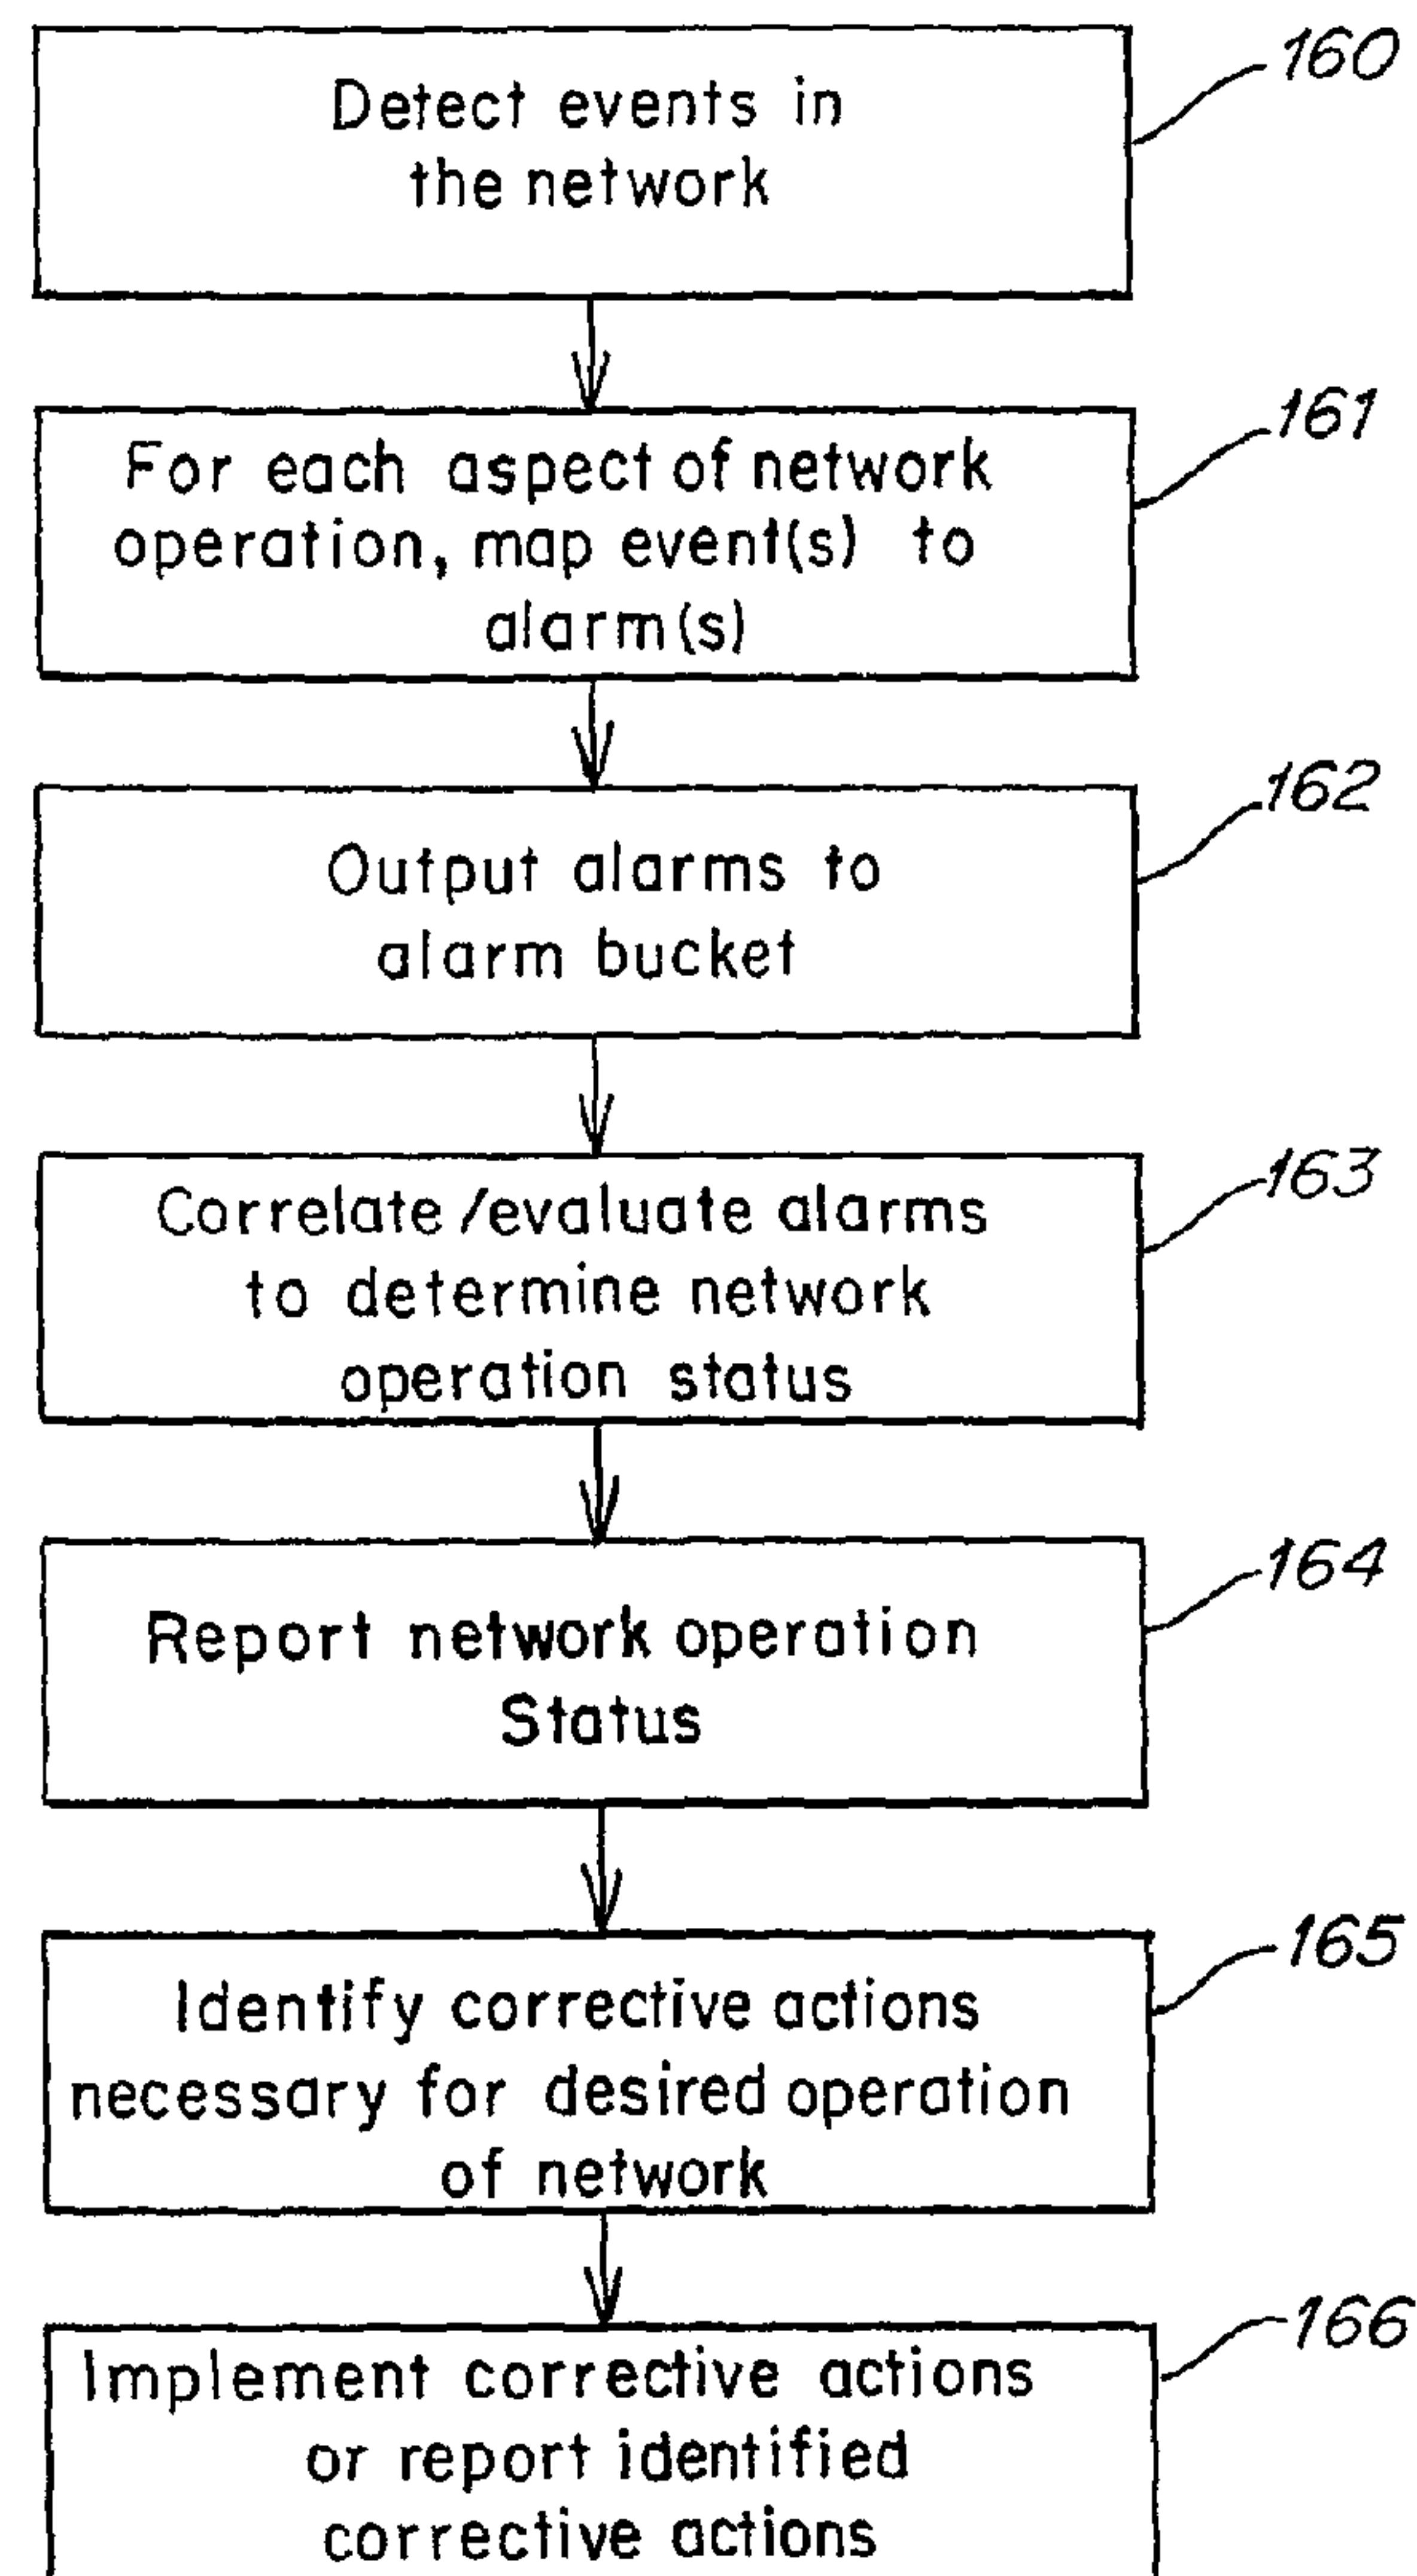 160
Detect events in
the network
161
For each aspect of network
operation, map event(s) to
alarm(s)
162
Output alarms to
alarm bucket
163
Correlate/evaluate alarms
to determine network
operation status
164
Report network operation
Status
165
Identify corrective actions
necessary for desired operation
of network
166
Implement corrective actions
or report identified
corrective actions